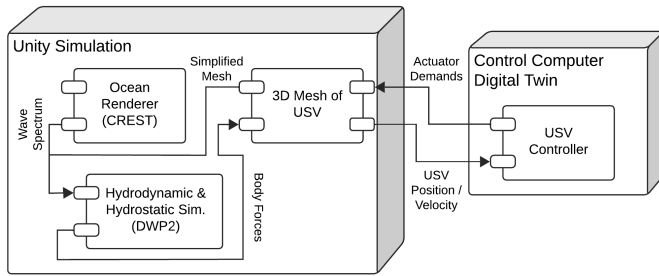 Unity Simulation
Ocean
Renderer
(CREST)
Wave
Spectrum
Simplified
Mesh
3D Mesh of
USV
Hydrodynamic &
Hydrostatic Sim.
(DWP2)
Body Forces
Actuator
Demands
USV
Position /
Velocity
Control Computer
Digital Twin
USV
Controller